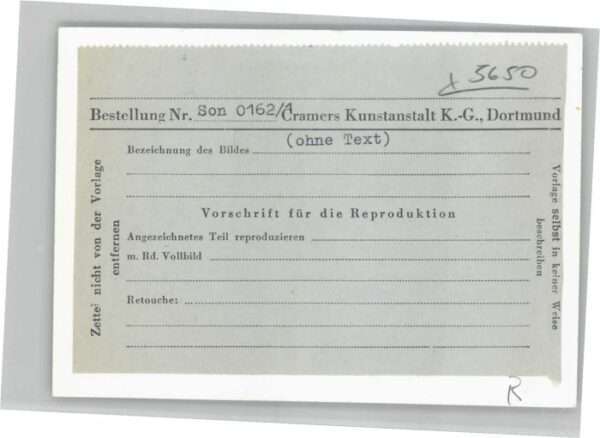 x 3650
Bestellung Nr. Son 0162/1 Cramers Kunstanstalt K.-G., Dortmund
(ohne Text)
Bezeichnung des Bildes
Vorschrift für die Reproduktion
Angezeichnetes Teil reproduzieren
m. Rd. Vollbild
Retouche:
Zettel nicht von der Vorlage
entfernen
Vorlage selbst in keiner Weise
beschreiben
R